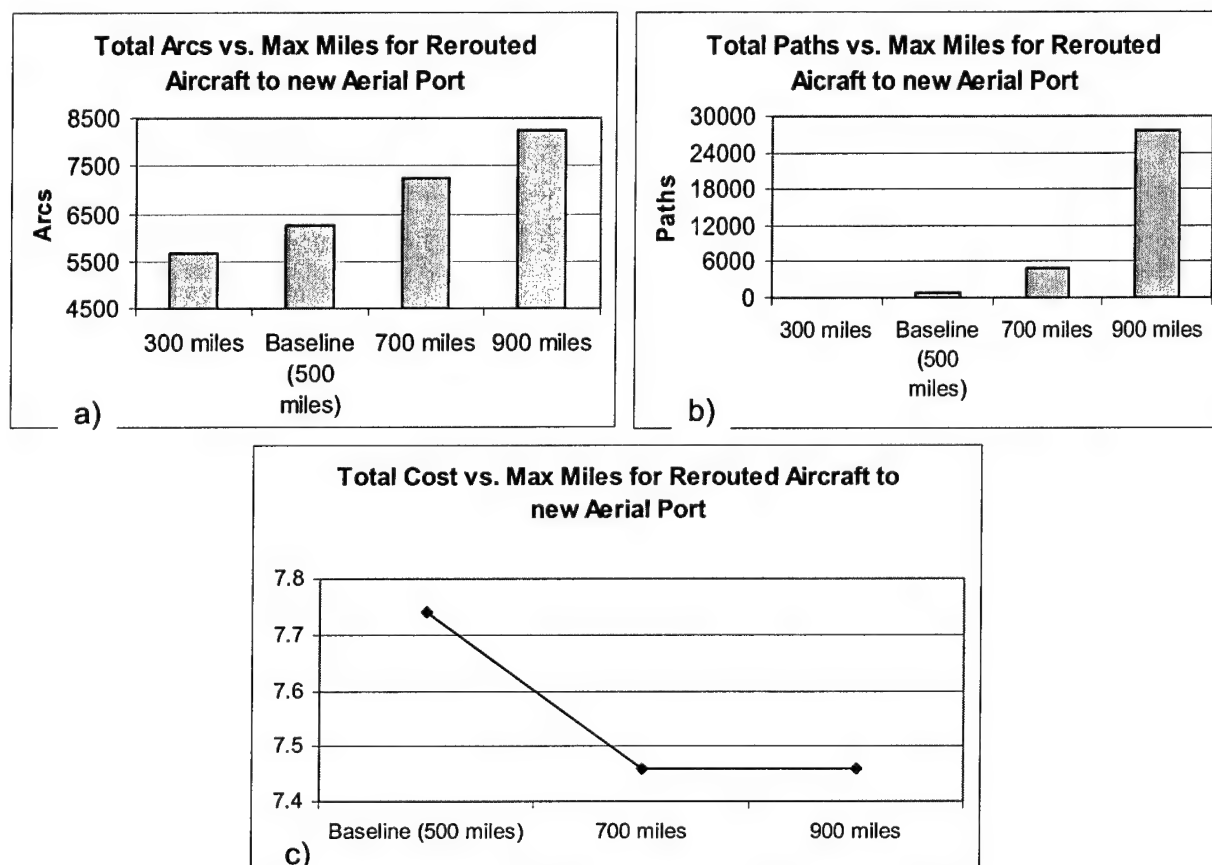 Total Arcs vs. Max Miles for Rerouted
Aircraft to new Aerial Port
8500
7500
6500
5500
4500
Arcs
300 miles
Baseline
(500
miles)
700 miles
900 miles
a)
Total Paths vs. Max Miles for Rerouted
Aicraft to new Aerial Port
30000
24000
18000
12000
6000
0
Paths
300 miles
Baseline
(500
miles)
700 miles
900 miles
b)
Total Cost vs. Max Miles for Rerouted Aircraft to
new Aerial Port
7.8
7.7
7.6
7.5
7.4
Baseline (500 miles)
700 miles
900 miles
c)